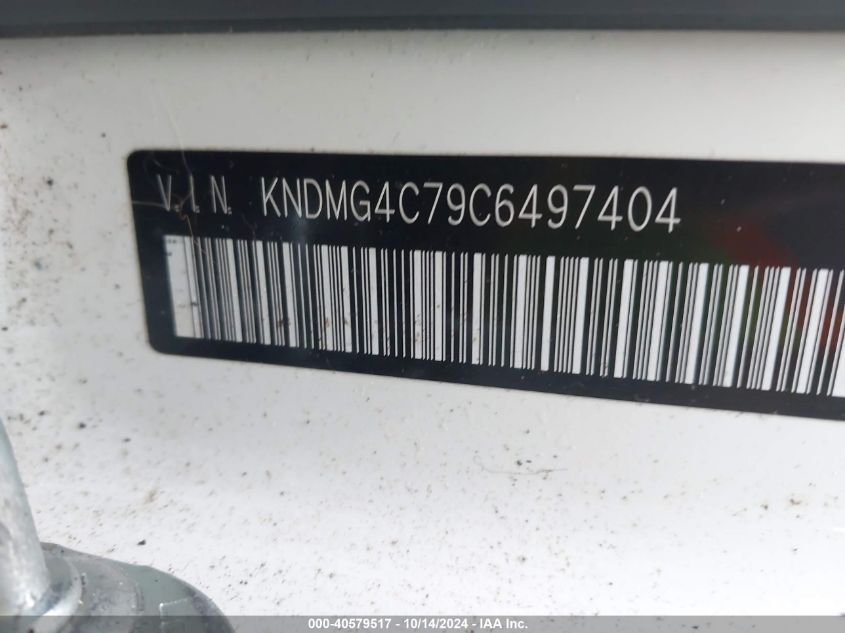 V.I.N. KNDMG4C79C6497404
000-40579517 - 10/14/2024 - IAA Inc.